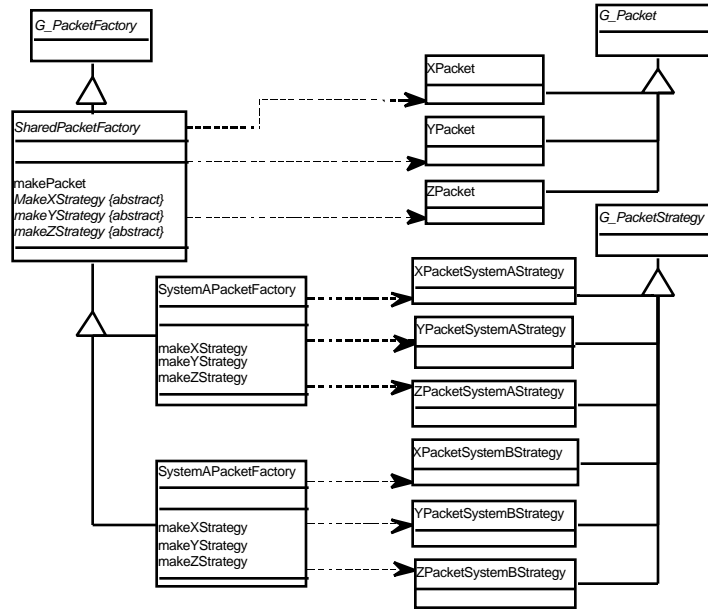 G_PacketFactory
G_Packet
XPacket
SharedPacketFactory
YPacket
makePacket
MakeXStrategy {abstract}
makeYStrategy {abstract}
makeZStrategy {abstract}
ZPacket
G_PacketStrategy
SystemAPacketFactory
makeXStrategy
makeYStrategy
makeZStrategy
XPacketSystemAStrategy
YPacketSystemAStrategy
ZPacketSystemAStrategy
SystemAPacketFactory
makeXStrategy
makeYStrategy
makeZStrategy
XPacketSystemBStrategy
YPacketSystemBStrategy
ZPacketSystemBStrategy